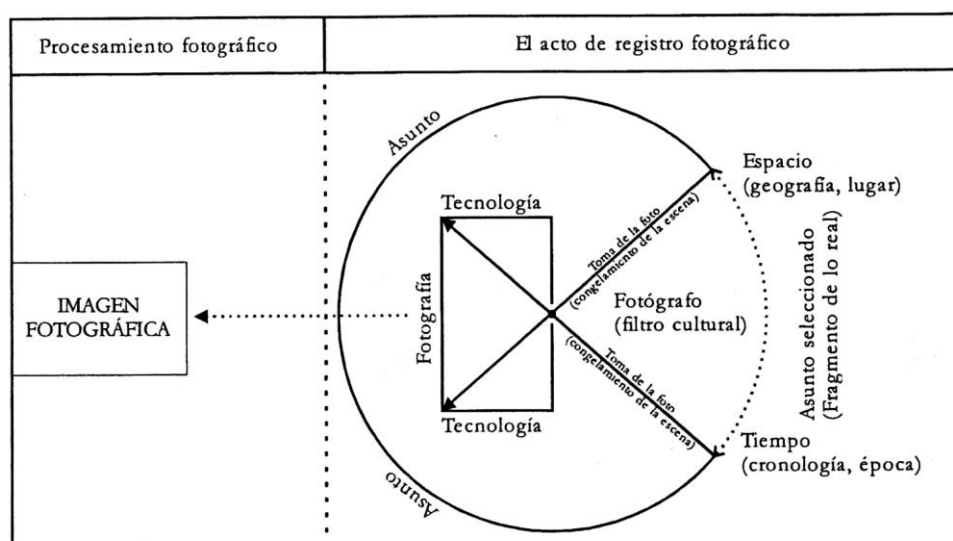 Procesamiento fotográfico
El acto de registro fotográfico
Asunto
Espacio
(geografía, lugar)
Tecnología
Toma de la foto
(congelamiento de la escena)
IMAGEN
FOTOGRÁFICA
Fotografía
Fotógrafo
(filtro cultural)
Asunto seleccionado
(Fragmento de lo real)
Toma de la foto
(congelamiento de la escena)
Tecnología
Tiempo
(cronología, época)
Asunto